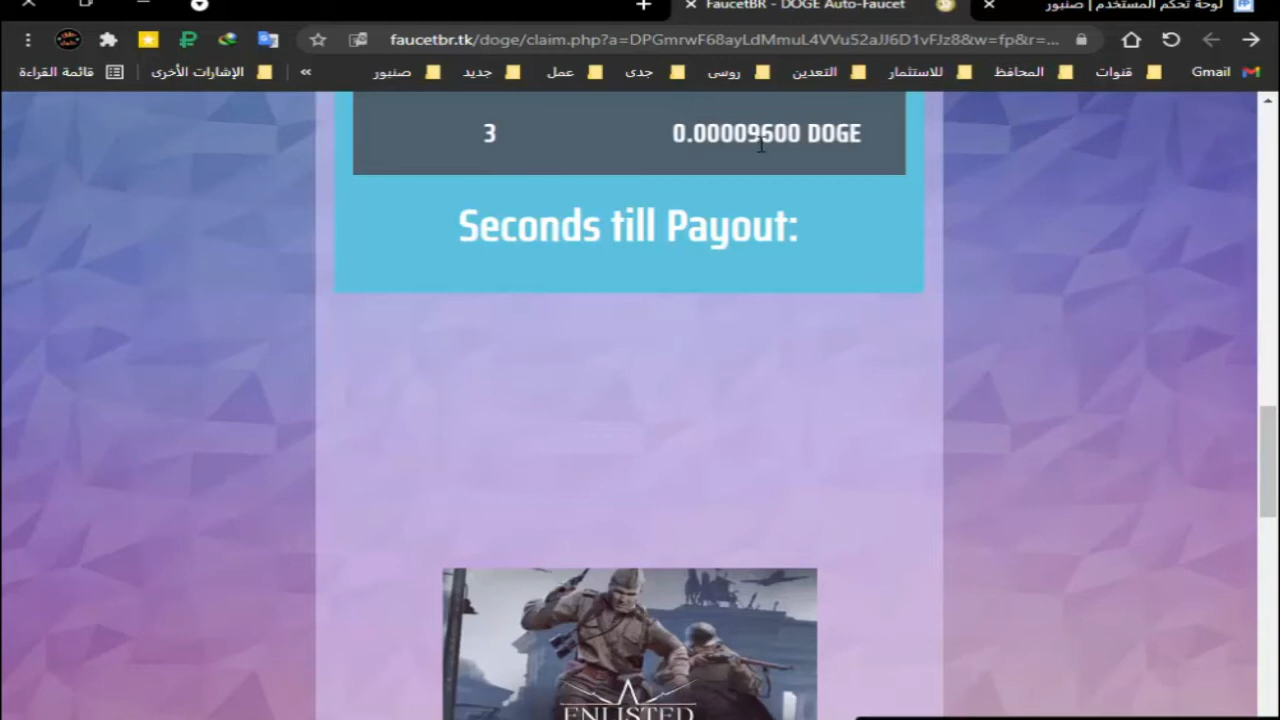 لوحة تحكم المستخدم | صنبور
FaucetBR - DOGE Auto-Faucet
faucetbr.tk/doge/claim.php?a=DPGmrwF68ayLdMmuL4VVu52aJJ6D1vFJz8&w=fp&r=...
Gmail
قنوات
المحافظ
للاستثمار
التعدين
روسى
جدى
عمل
جديد
صنبور
»
الإشارات الأخرى
قائمة القراءة
3 0.00009600 DOGE
Seconds till Payout:
ENLISTED